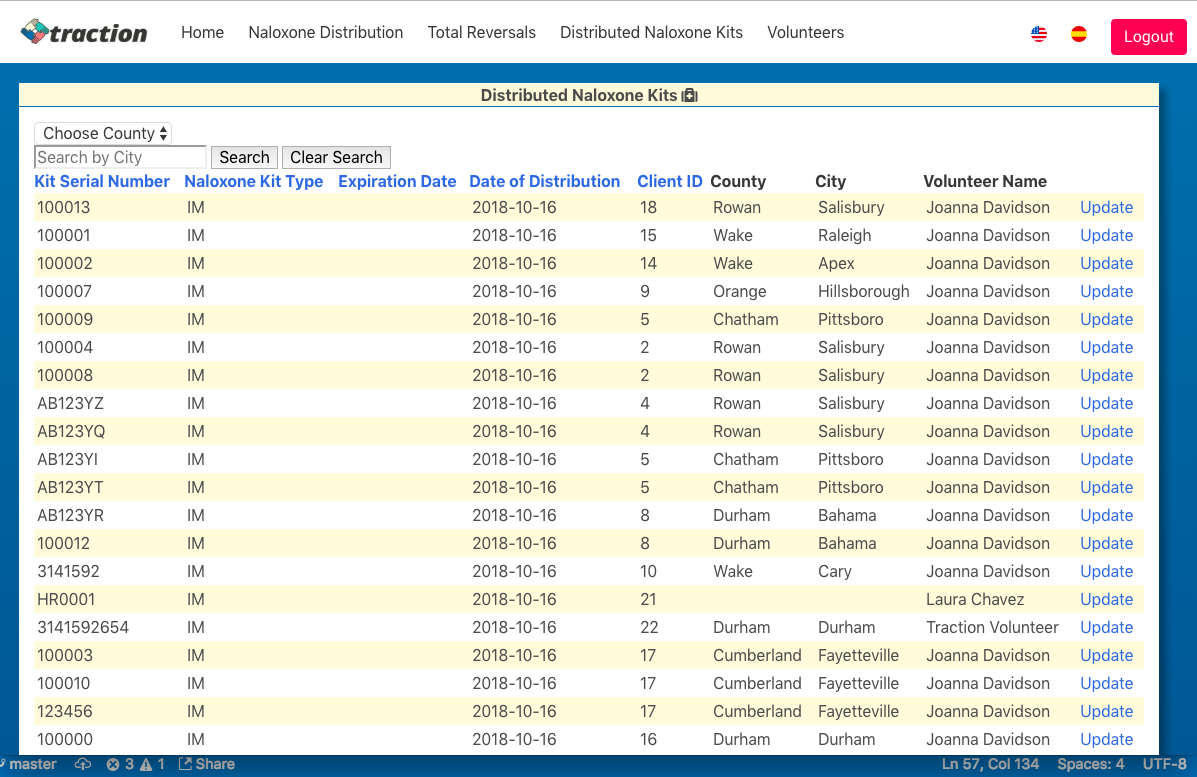 traction Home Naloxone Distribution Total Reversals Distributed Naloxone Kits Volunteers Logout
Distributed Naloxone Kits
Choose County
Search by City Search Clear Search
Kit Serial Number Naloxone Kit Type Expiration Date Date of Distribution Client ID County City Volunteer Name
100013 IM 2018-10-16 18 Rowan Salisbury Joanna Davidson Update
100001 IM 2018-10-16 15 Wake Raleigh Joanna Davidson Update
100002 IM 2018-10-16 14 Wake Apex Joanna Davidson Update
100007 IM 2018-10-16 9 Orange Hillsborough Joanna Davidson Update
100009 IM 2018-10-16 5 Chatham Pittsboro Joanna Davidson Update
100004 IM 2018-10-16 2 Rowan Salisbury Joanna Davidson Update
100008 IM 2018-10-16 2 Rowan Salisbury Joanna Davidson Update
AB123YZ IM 2018-10-16 4 Rowan Salisbury Joanna Davidson Update
AB123YQ IM 2018-10-16 4 Rowan Salisbury Joanna Davidson Update
AB123YI IM 2018-10-16 5 Chatham Pittsboro Joanna Davidson Update
AB123YT IM 2018-10-16 5 Chatham Pittsboro Joanna Davidson Update
AB123YR IM 2018-10-16 8 Durham Bahama Joanna Davidson Update
100012 IM 2018-10-16 8 Durham Bahama Joanna Davidson Update
3141592 IM 2018-10-16 10 Wake Cary Joanna Davidson Update
HR0001 IM 2018-10-16 21 Laura Chavez Update
3141592654 IM 2018-10-16 22 Durham Durham Traction Volunteer Update
100003 IM 2018-10-16 17 Cumberland Fayetteville Joanna Davidson Update
100010 IM 2018-10-16 17 Cumberland Fayetteville Joanna Davidson Update
123456 IM 2018-10-16 17 Cumberland Fayetteville Joanna Davidson Update
100000 IM 2018-10-16 16 Durham Durham Joanna Davidson Update
master 3 1 Share Ln 57, Col 134 Spaces: 4 UTF-8